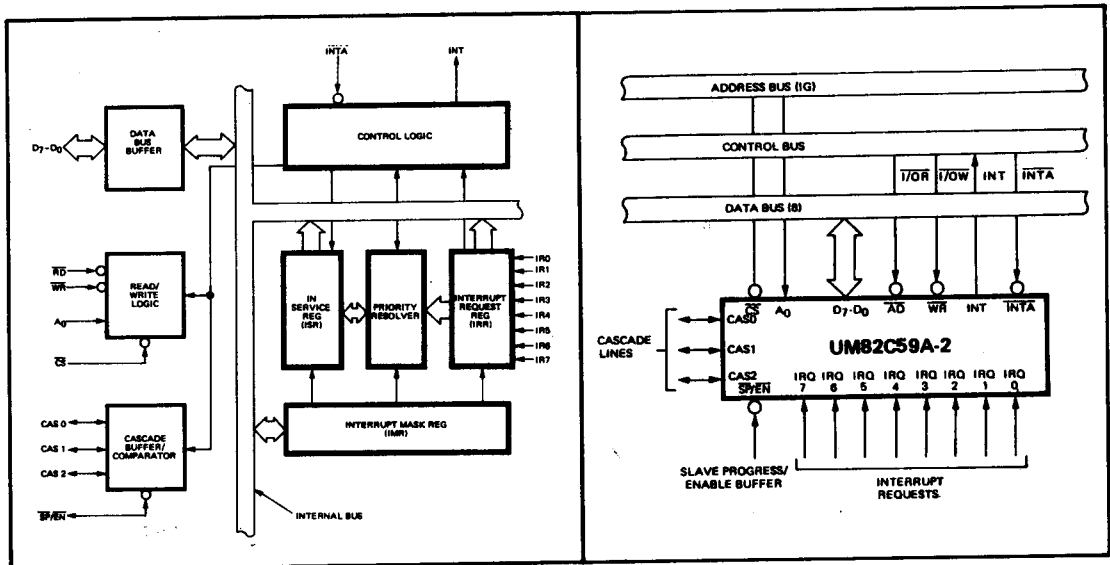 INTA INT
DATA
BUS
BUFFER
D7-D0
CONTROL LOGIC
RD
WR
A0
CS
READ/
WRITE
LOGIC
IN
SERVICE
REG
(ISR)
PRIORITY
RESOLVER
INTERRUPT
REQUEST
REG
(IRR)
IR0
IR1
IR2
IR3
IR4
IR5
IR6
IR7
CAS 0
CAS 1
CAS 2
SP/EN
CASCADE
BUFFER/
COMPARATOR
INTERRUPT MASK REG
(IMR)
INTERNAL BUS
ADDRESS BUS (1G)
CONTROL BUS
I/OR I/OW INT INTA
DATA BUS (8)
CASCADE
LINES
CS A0 D7-D0 AD WR INT INTA
CAS0
CAS1
CAS2
UM82C59A-2
SP/EN
IRQ IRQ IRQ IRQ IRQ IRQ IRQ IRQ
7 6 5 4 3 2 1 0
SLAVE PROGRESS/
ENABLE BUFFER
INTERRUPT
REQUESTS